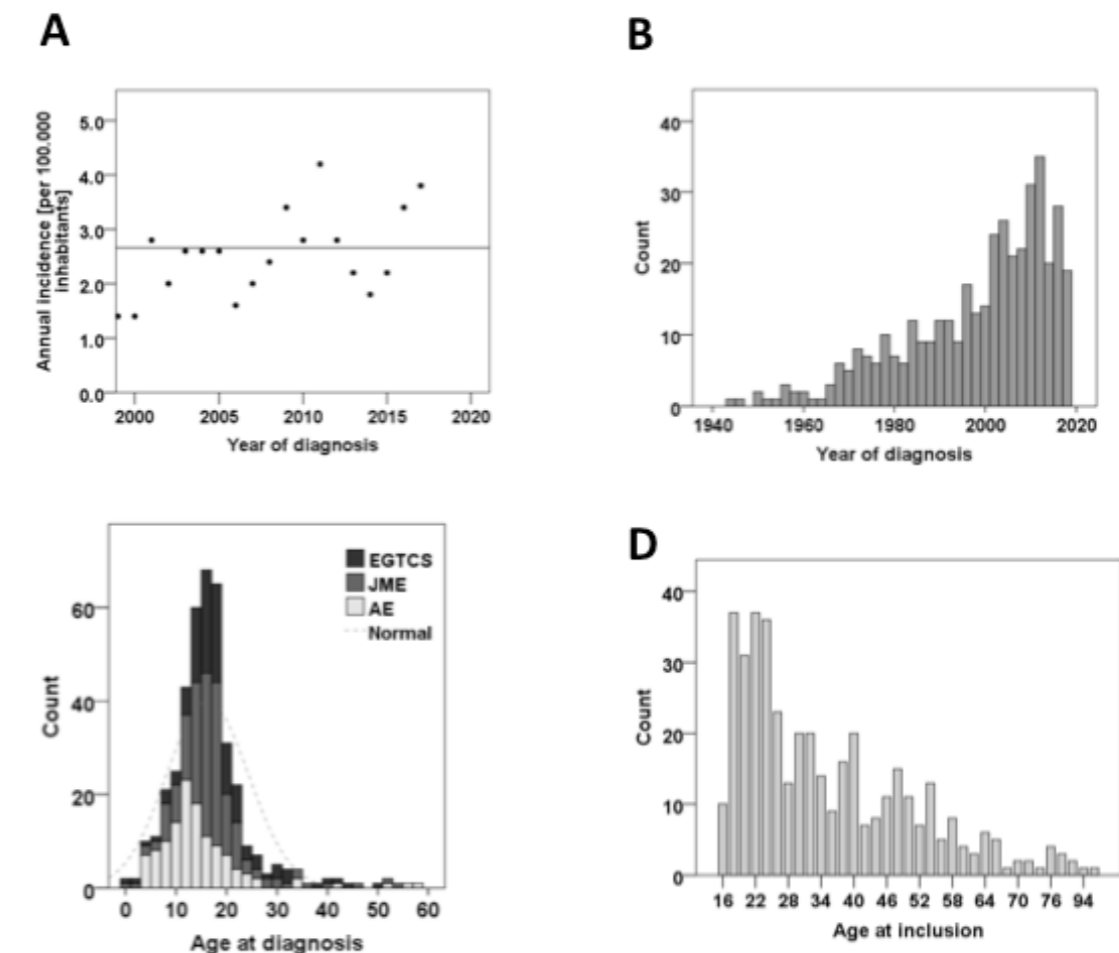 A
Annual incidence [per 100.000
inhabitants]
5.0
4.0
3.0
2.0
1.0
0.0
2000 2005 2010 2015 2020
Year of diagnosis
B
Count
40
30
20
10
0
1940 1960 1980 2000 2020
Year of diagnosis
EGTCS
JME
AE
Normal
Count
60
40
20
0
0 10 20 30 40 50 60
Age at diagnosis
D
Count
40
30
20
10
0
16 22 28 34 40 46 52 58 64 70 76 94
Age at inclusion